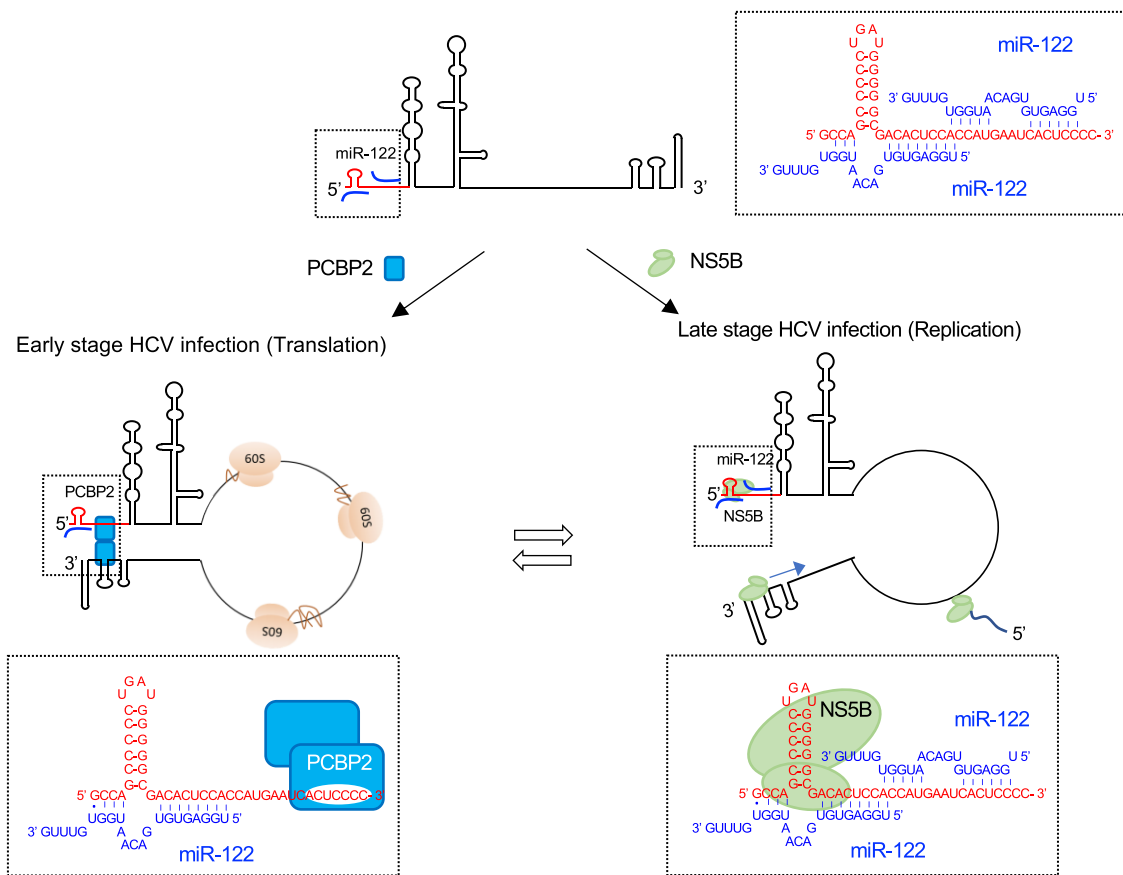 miR-122
G A
U U
C-G
C-G
C-G
C-G
G C
3’ GUUUG
ACAGU
U 5’
UGGUA
GUGAGG
5’ GCCA
GACACUCCACCAUGAAUCACUCCCC- 3’
UGGU
UGUGAGGU 5’
3’ GUUUG
A
G
ACA
miR-122
miR-122
5’
3’
PCBP2
NS5B
Early stage HCV infection (Translation)
Late stage HCV infection (Replication)
PCBP2
5’
3’
60S
60S
60S
miR-122
5’
NS5B
3’
5’
G A
U U
C-G
C-G
C-G
C-G
G C
PCBP2
5’ GCCA
GACACUCCACCAUGAAUCACUCCCC- 3’
UGGU
UGUGAGGU 5’
3’ GUUUG
A
G
ACA
miR-122
G A
U U
C-G
C-G
C-G
C-G
G C
NS5B
miR-122
3’ GUUUG
ACAGU
U 5’
UGGUA
GUGAGG
5’ GCCA
GACACUCCACCAUGAAUCACUCCCC- 3’
UGGU
UGUGAGGU 5’
3’ GUUUG
A
G
ACA
miR-122